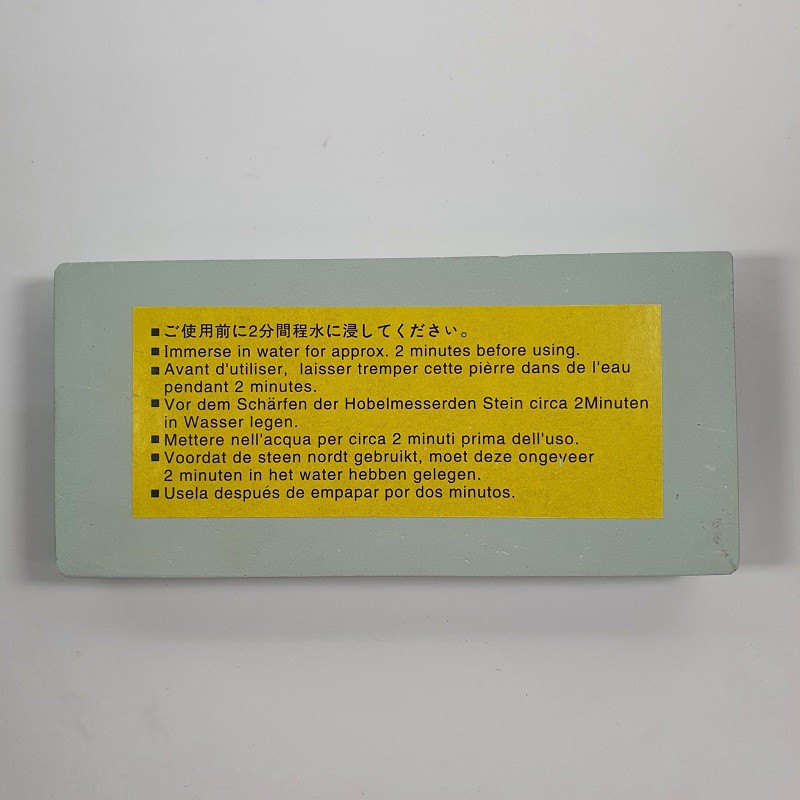 ■ご使用前に2分間程水に浸してください。
■Immerse in water for approx. 2 minutes before using.
■Avant d'utiliser, laisser tremper cette pièrre dans de l'eau
pendant 2 minutes.
■Vor dem Schärfen der Hobelmesserden Stein circa 2Minuten
in Wasser legen.
■Mettere nell'acqua per circa 2 minuti prima dell'uso.
■Voordat de steen nordt gebruikt, moet deze ongeveer
2 minuten in het water hebben gelegen.
■Usela después de empapar por dos minutos.